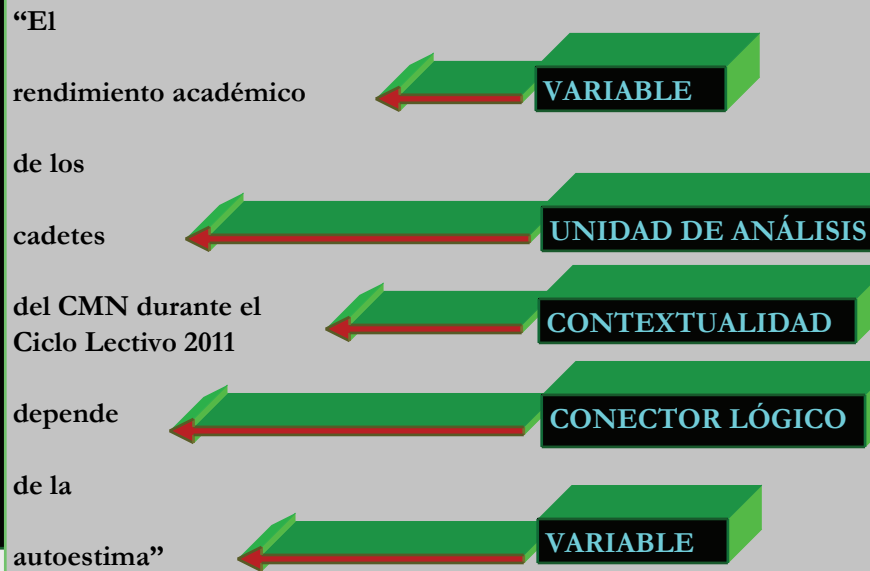 “El
rendimiento académico
VARIABLE
de los
cadetes
UNIDAD DE ANÁLISIS
del CMN durante el
Ciclo Lectivo 2011
CONTEXTUALIDAD
depende
CONECTOR LÓGICO
de la
autoestima”
VARIABLE